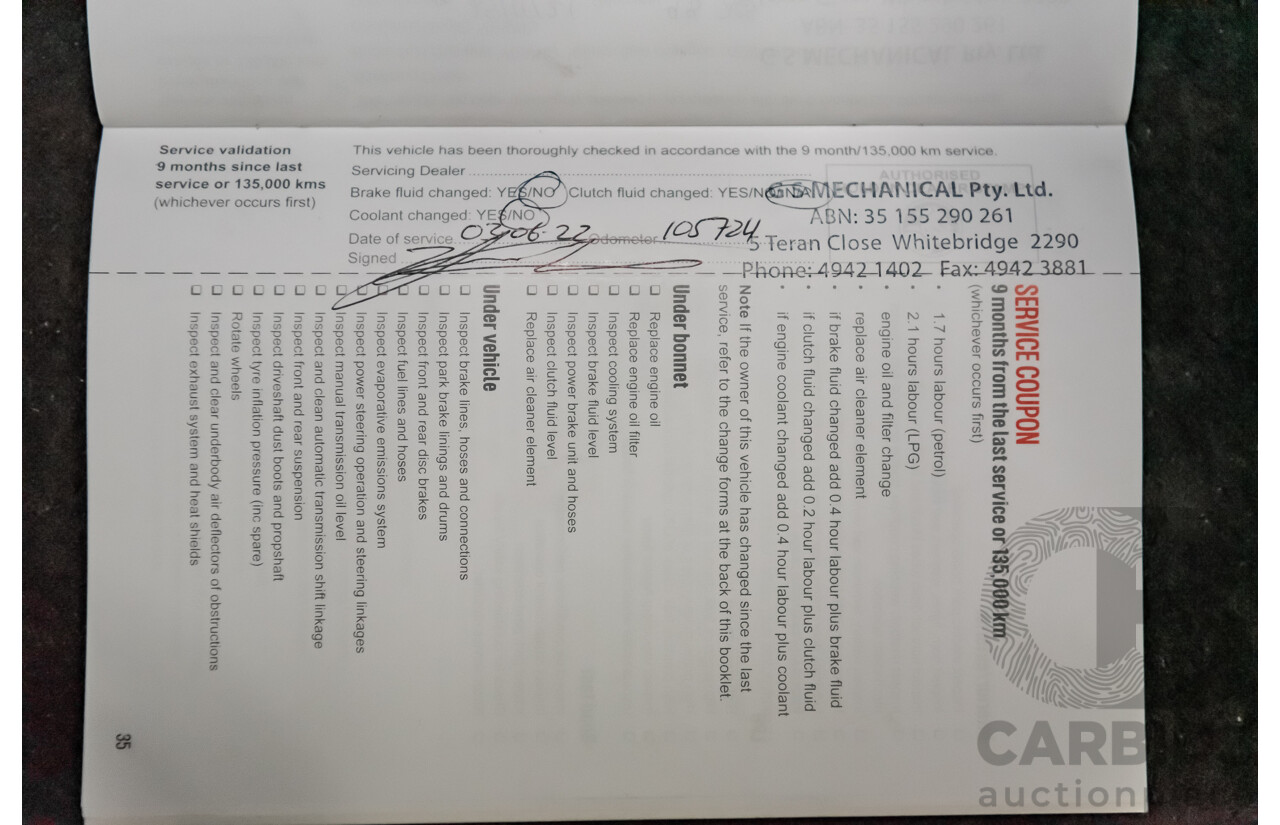 Service validation
9 months since last
service or 135,000 kms
(whichever occurs first)
This vehicle has been thoroughly checked in accordance with the 9 month/135,000 km service.
Servicing Dealer
AUTHORISED
Brake fluid changed: YES/NO Clutch fluid changed: YES/NO
G S MECHANICAL Pty. Ltd.
Coolant changed: YES/NO
ABN: 35 155 290 261
Date of service 03-06-22 Odometer 105724
5 Teran Close Whitebridge 2290
Signed
Phone: 4942 1402 Fax: 4942 3881
SERVICE COUPON
9 months from the last service or 135,000 km
(whichever occurs first)
• 1.7 hours labour (petrol)
• 2.1 hours labour (LPG)
• engine oil and filter change
• replace air cleaner element
• if brake fluid changed add 0.4 hour labour plus brake fluid
• if clutch fluid changed add 0.2 hour labour plus clutch fluid
• if engine coolant changed add 0.4 hour labour plus coolant
Note If the owner of this vehicle has changed since the last
service, refer to the change forms at the back of this booklet.
Under bonnet
❑ Replace engine oil
❑ Replace engine oil filter
❑ Inspect cooling system
❑ Inspect brake fluid level
❑ Inspect power brake unit and hoses
❑ Inspect clutch fluid level
❑ Replace air cleaner element
Under vehicle
❑ Inspect brake lines, hoses and connections
❑ Inspect park brake linings and drums
❑ Inspect front and rear disc brakes
❑ Inspect fuel lines and hoses
❑ Inspect evaporative emissions system
❑ Inspect power steering operation and steering linkages
❑ Inspect manual transmission oil level
❑ Inspect and clean automatic transmission shift linkage
❑ Inspect front and rear suspension
❑ Inspect driveshaft dust boots and propshaft
❑ Inspect tyre inflation pressure (inc spare)
❑ Rotate wheels
❑ Inspect and clear underbody air deflectors of obstructions
❑ Inspect exhaust system and heat shields
35